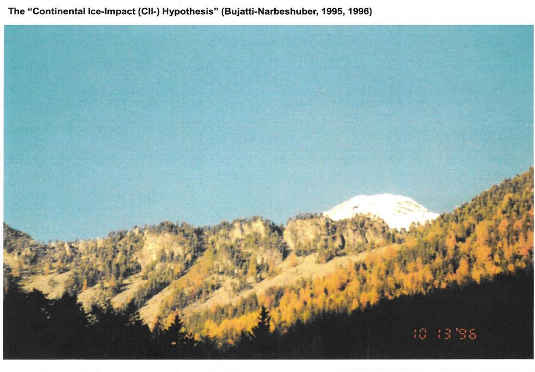 The “Continental Ice-Impact (CII-) Hypothesis” (Bujatti-Narbeshuber, 1995, 1996)
10 13 '96